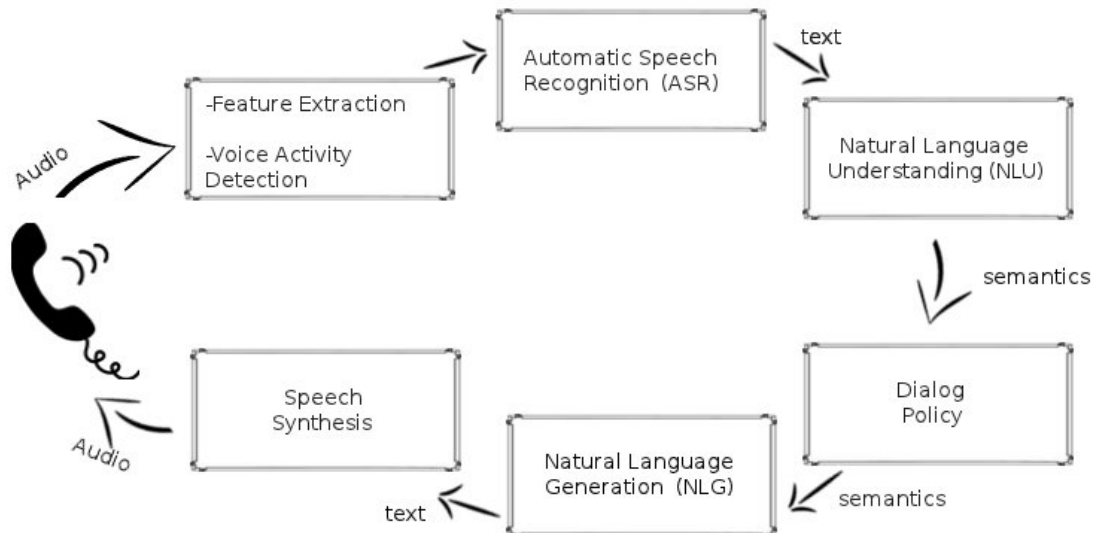 Audio
-Feature Extraction
-Voice Activity
Detection
Automatic Speech
Recognition (ASR)
text
Natural Language
Understanding (NLU)
semantics
Dialog
Policy
semantics
Natural Language
Generation (NLG)
text
Speech
Synthesis
Audio